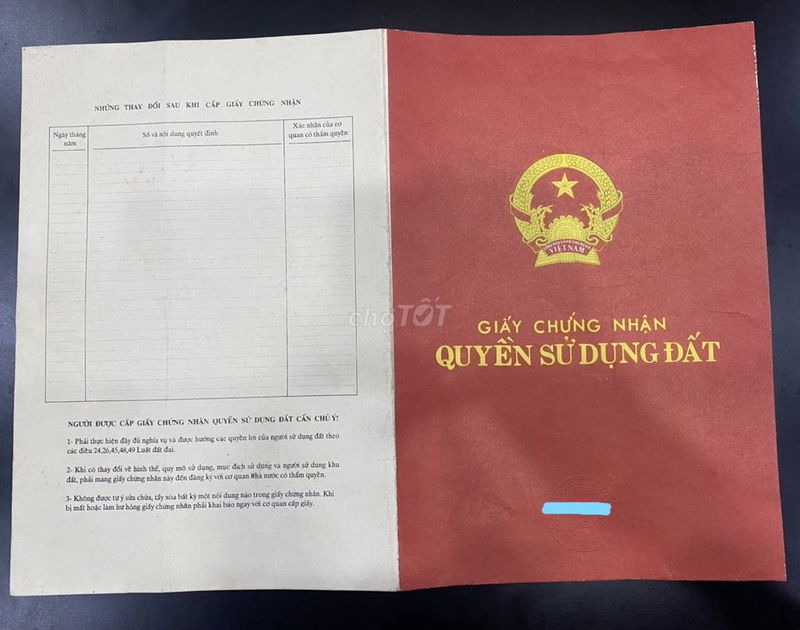 NHỮNG THAY ĐỔI SAU KHI CẤP GIẤY CHỨNG NHẬN
Ngày tháng năm
Số và nội dung quyết định
Xác nhận của cơ
quan có thẩm quyền
NGƯỜI ĐƯỢC CẤP GIẤY CHỨNG NHẬN QUYỀN SỬ DỤNG ĐẤT CẦN CHÚ Ý!
1- Phải thực hiện đầy đủ nghĩa vụ và được hưởng các quyền lợi của người sử dụng đất theo
các điều 24,26,45,48,49 Luật đất đai.
2- Khi có thay đổi về hình thể, quy mô sử dụng, mục đích sử dụng và người sử dụng khu
đất, phải mang giấy chứng nhận này đến đăng ký với cơ quan nhà nước có thẩm quyền.
3- Không được tự ý sửa chữa, tẩy xóa bất kỳ một nội dung nào trong giấy chứng nhận. Khi
bị mất hoặc làm hư hỏng giấy chứng nhận phải khai báo ngay với cơ quan cấp giấy.
chợTỐT
VIỆT NAM
GIẤY CHỨNG NHẬN
QUYỀN SỬ DỤNG ĐẤT